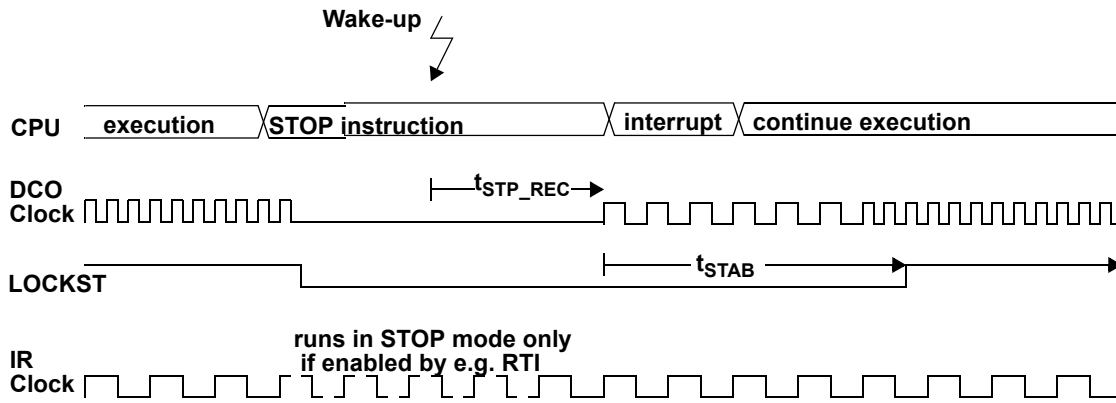 Wake-up
CPU
execution
STOP instruction
interrupt
continue execution
DCO
Clock
tSTP_REC
LOCKST
tSTAB
runs in STOP mode only
if enabled by e.g. RTI
IR
Clock